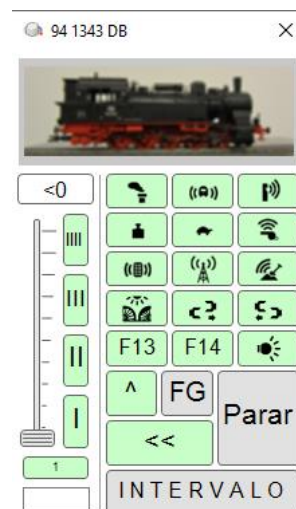 94 1343 DB
<0
IIII
III
II
I
1
F13 F14
^ FG
Parar
<<
INTERVALO